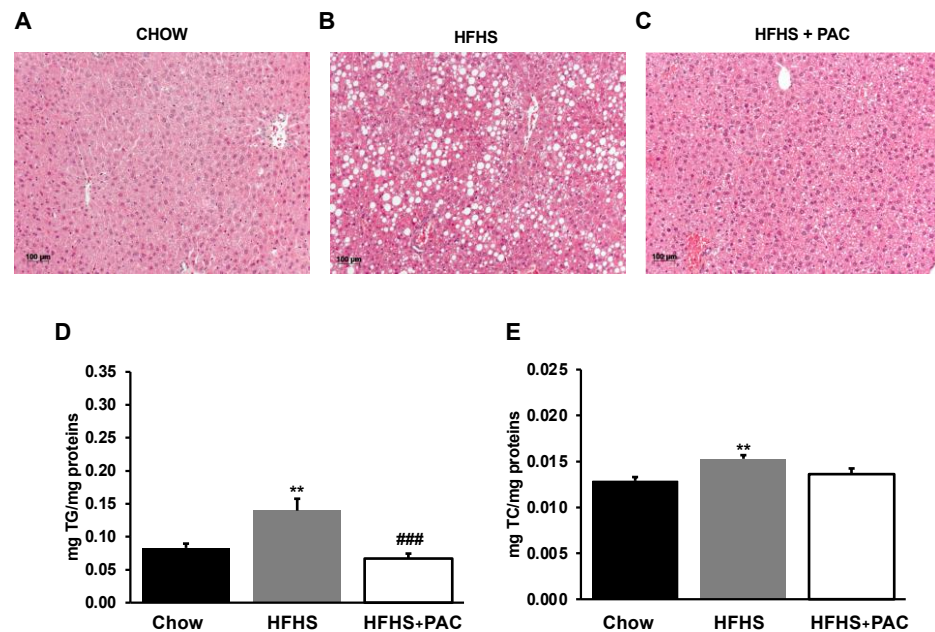 A
CHOW
B
HFHS
C
HFHS + PAC
100 µm
100 µm
100 µm
D
mg TG/mg proteins
0.35
0.30
0.25
0.20
0.15
0.10
0.05
0.00
**
###
Chow
HFHS
HFHS+PAC
E
mg TC/mg proteins
0.025
0.020
0.015
0.010
0.005
0.000
**
Chow
HFHS
HFHS+PAC